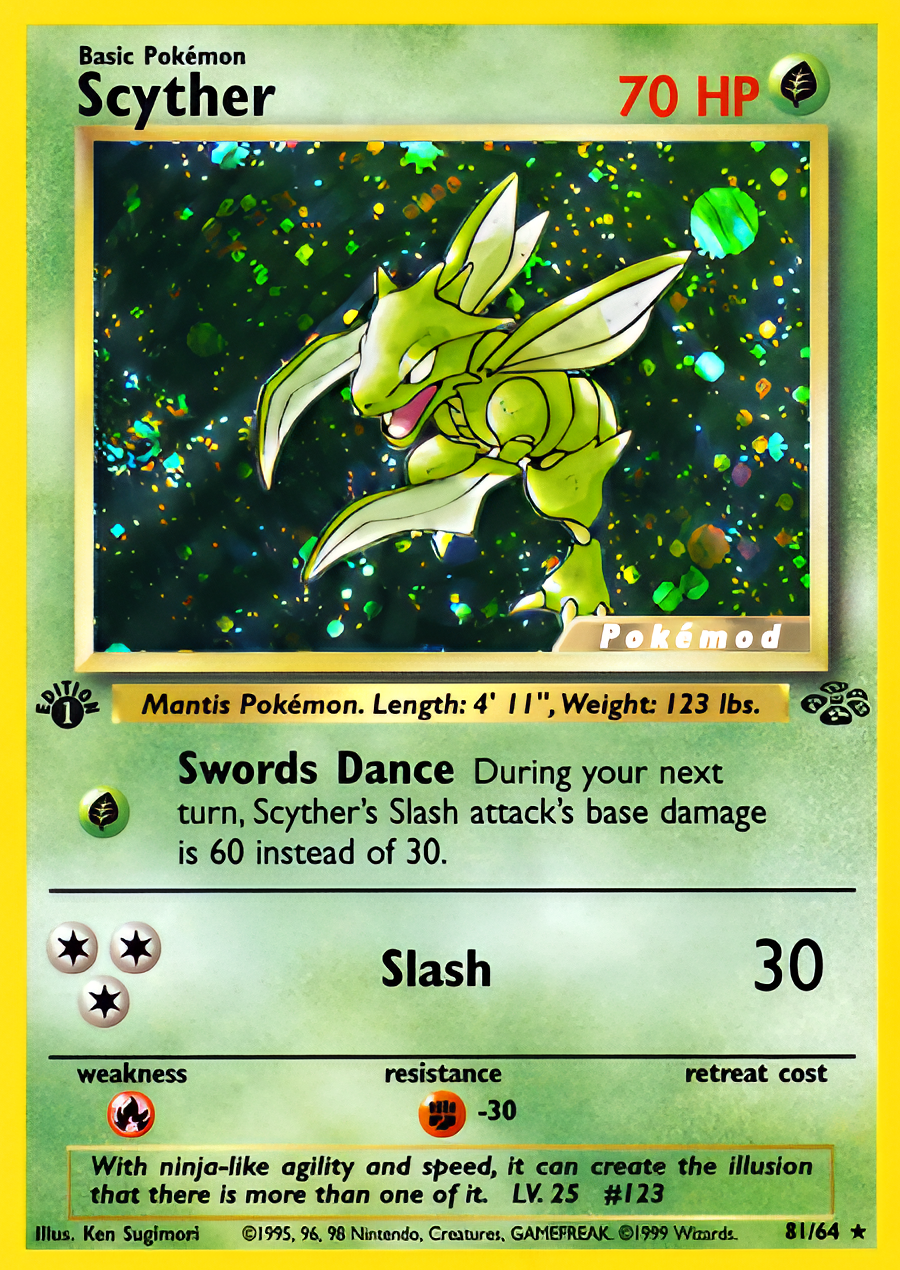 Basic Pokémon
Scyther
70 HP
Pokémod
EDITION
1
Mantis Pokémon. Length: 4' 11", Weight: 123 lbs.
Swords Dance During your next
turn, Scyther's Slash attack's base damage
is 60 instead of 30.
Slash 30
weakness resistance retreat cost
-30
With ninja-like agility and speed, it can create the illusion
that there is more than one of it. LV. 25 #123
Illus. Ken Sugimori ©1995, 96, 98 Nintendo, Creatures, GAMEFREAK. ©1999 Wizards. 81/64 ★